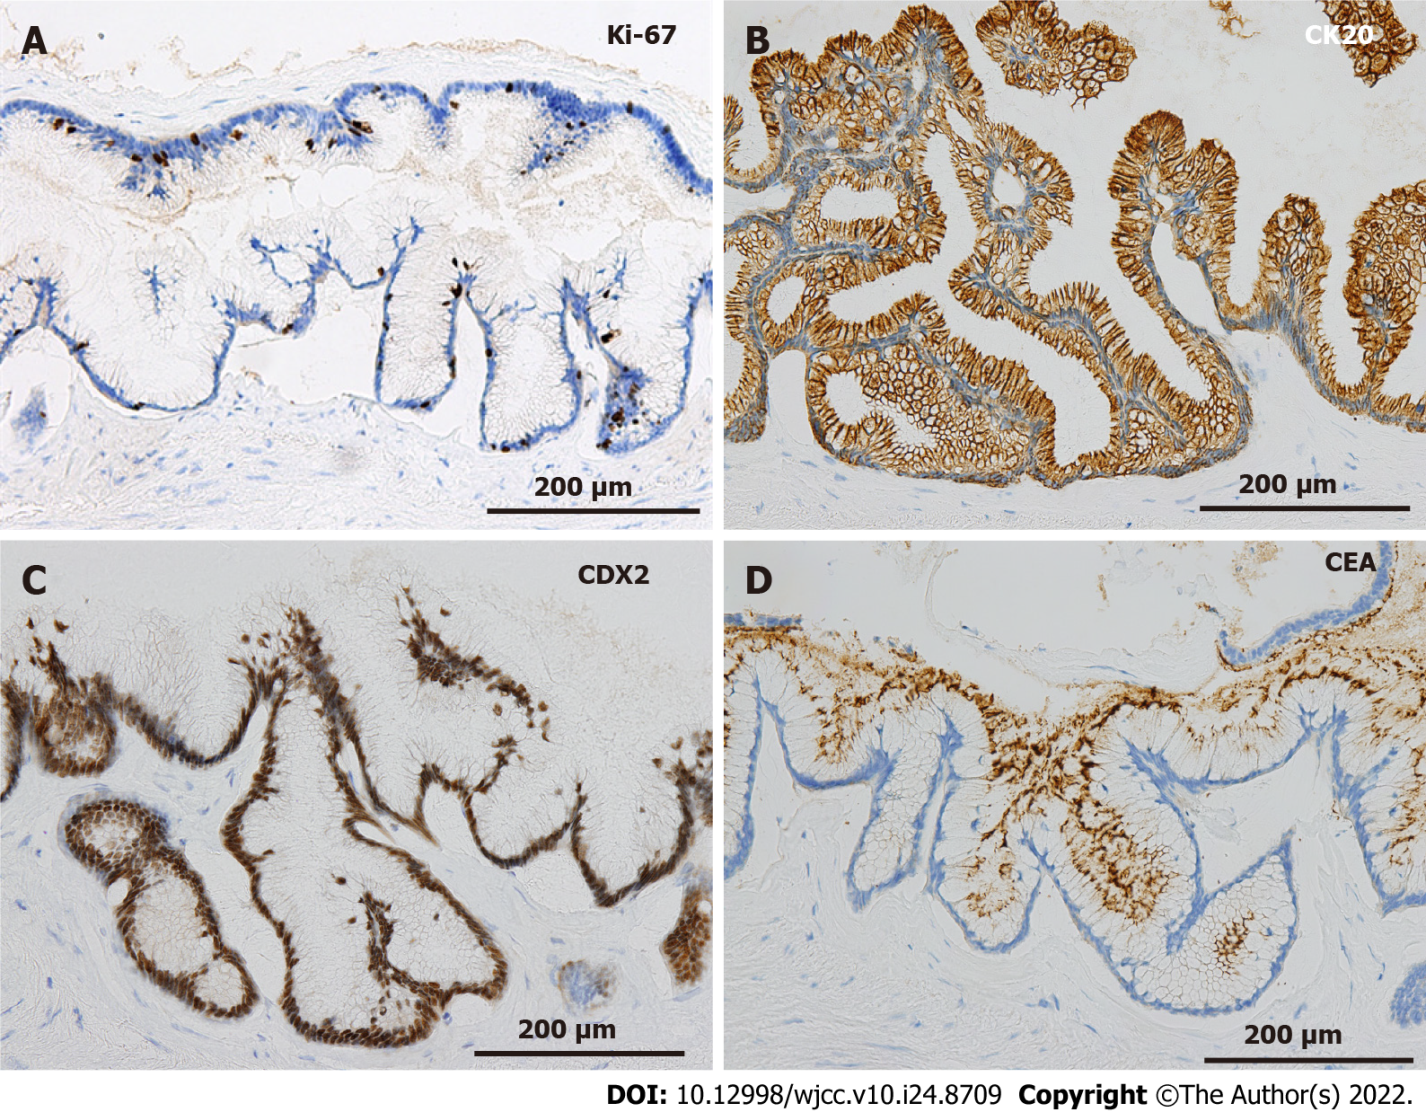 A
Ki-67
200 µm
B
CK20
200 µm
C
CDX2
200 µm
D
CEA
200 µm
DOI: 10.12998/wjcc.v10.i24.8709 Copyright ©The Author(s) 2022.